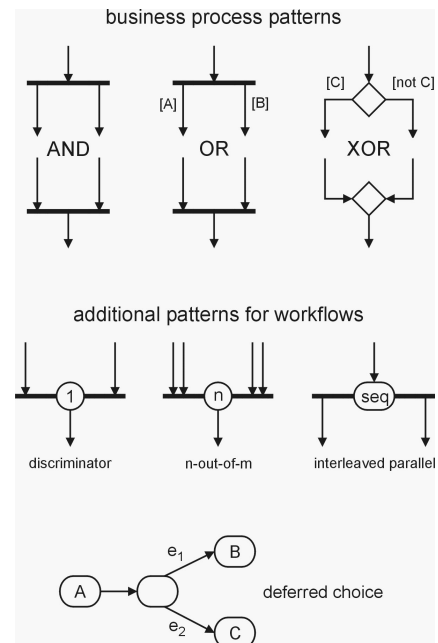 business process patterns
[C] [not C]
[A] [B]
AND OR XOR
additional patterns for workflows
1 n seq
discriminator n-out-of-m interleaved parallel
e1 B
A deferred choice
e2 C